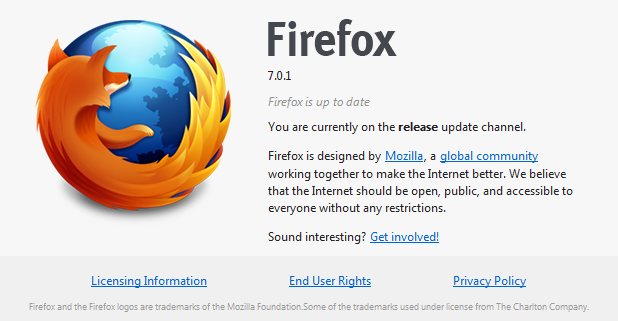 Firefox
7.0.1
Firefox is up to date
You are currently on the release update channel.
Firefox is designed by Mozilla, a global community
working together to make the Internet better. We believe
that the Internet should be open, public, and accessible to
everyone without any restrictions.
Sound interesting? Get involved!
Licensing Information End User Rights Privacy Policy
Firefox and the Firefox logos are trademarks of the Mozilla Foundation.Some of the trademarks used under license from The Charlton Company.